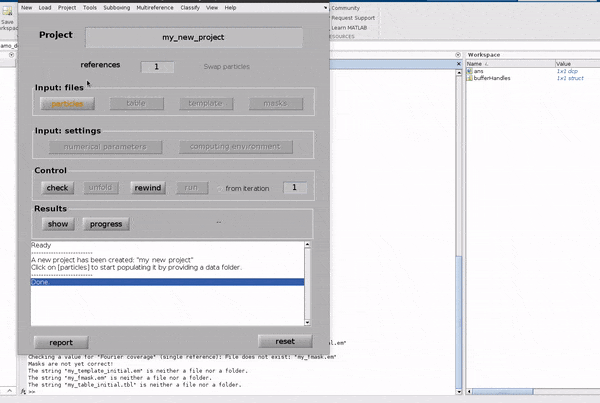 New Load Project Tools Subboxing Multireference Classify View Help
Community
Request Support
Learn MATLAB
Save
Project
my_new_project
references 1 Swap particles
Input: files
particles table template masks
Input: settings
numerical parameters computing environment
Control
check unfold rewind run from iteration 1
Results
show progress --
Ready
------------------------
A new project has been created: "my_new_project"
Click on [particles] to start populating it by providing a data folder.
------------------------
Done.
report reset
Workspace
Name Value
ans 1x1 dcp
bufferHandles 1x1 struct
Checking a value for "Fourier coverage" (single reference): File does not exist: "my_fmask.em"
Masks are not yet correct!
The string "my_template_initial.em" is neither a file nor a folder.
The string "my_fmask.em" is neither a file nor a folder.
The string "my_table_initial.tbl" is neither a file nor a folder.
fx >>